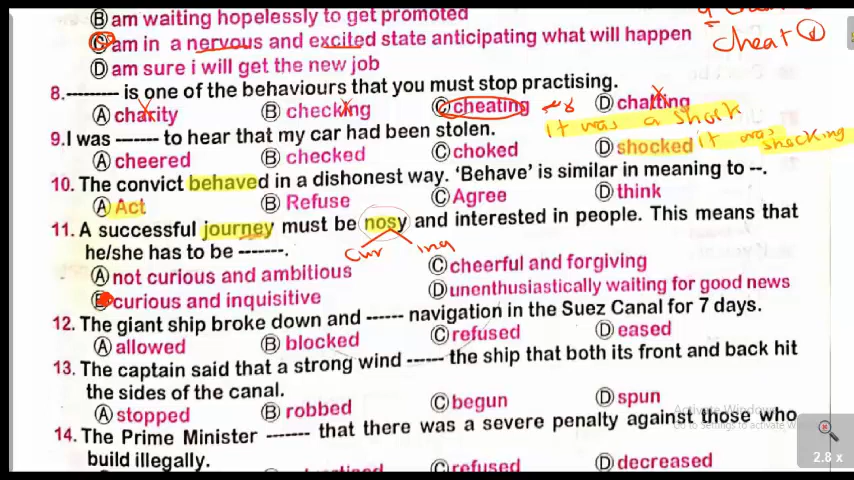 Ⓑ am waiting hopelessly to get promoted
Ⓒ am in a nervous and excited state anticipating what will happen
cheat
Ⓓ am sure i will get the new job
8.--------- is one of the behaviours that you must stop practising.
Ⓐ charity Ⓑ checking Ⓒ cheating Ⓓ chatting
it was a shock
9.I was ------- to hear that my car had been stolen.
it was shocking
Ⓐ cheered Ⓑ checked Ⓒ choked Ⓓ shocked
10. The convict behaved in a dishonest way. ‘Behave’ is similar in meaning to --.
Ⓐ Act Ⓑ Refuse Ⓒ Agree Ⓓ think
11. A successful journey must be nosy and interested in people. This means that
he/she has to be -------.
cur inq
Ⓐ not curious and ambitious Ⓒ cheerful and forgiving
Ⓑ curious and inquisitive Ⓓ unenthusiastically waiting for good news
12. The giant ship broke down and ------ navigation in the Suez Canal for 7 days.
Ⓐ allowed Ⓑ blocked Ⓒ refused Ⓓ eased
13. The captain said that a strong wind ------ the ship that both its front and back hit
the sides of the canal.
Ⓐ stopped Ⓑ robbed Ⓒ begun Ⓓ spun
Activate Windows
Go to Settings to activate
14. The Prime Minister ------- that there was a severe penalty against those who
build illegally.
2.8 x
Ⓒ refused Ⓓ decreased